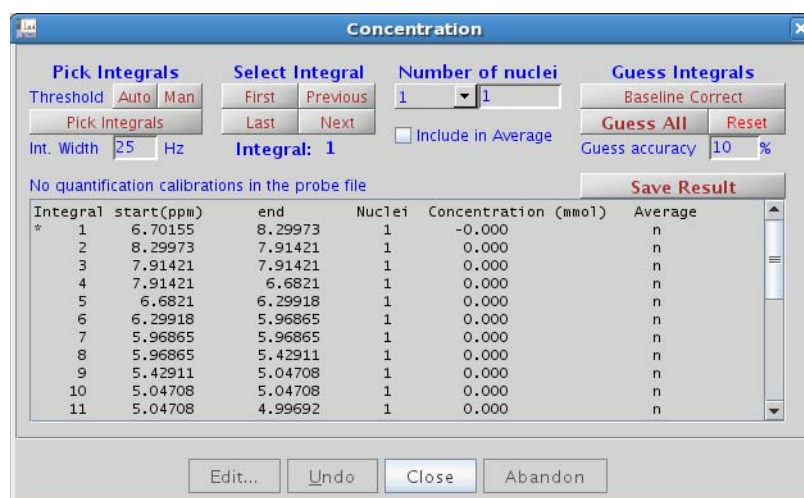 Concentration
Pick Integrals Select Integral Number of nuclei Guess Integrals
Threshold Auto Man First Previous 1 1 Baseline Correct
Pick Integrals Last Next Include in Average Guess All Reset
Int. Width 25 Hz Integral: 1 Guess accuracy 10 %
No quantification calibrations in the probe file Save Result
Integral start(ppm) end Nuclei Concentration (mmol) Average
* 1 6.70155 8.29973 1 -0.000 n
2 8.29973 7.91421 1 0.000 n
3 7.91421 7.91421 1 0.000 n
4 7.91421 6.6821 1 0.000 n
5 6.6821 6.29918 1 0.000 n
6 6.29918 5.96865 1 0.000 n
7 5.96865 5.96865 1 0.000 n
8 5.96865 5.42911 1 0.000 n
9 5.42911 5.04708 1 0.000 n
10 5.04708 5.04708 1 0.000 n
11 5.04708 4.99692 1 0.000 n
Edit... Undo Close Abandon